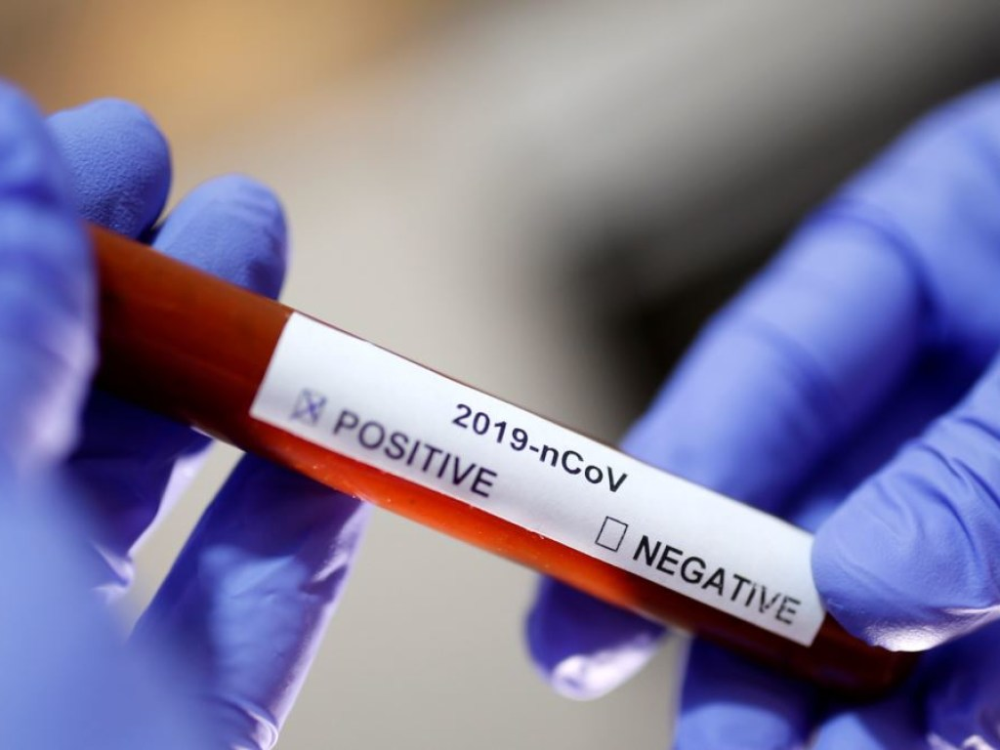 2019-nCoV
☒ POSITIVE
☐ NEGATIVE